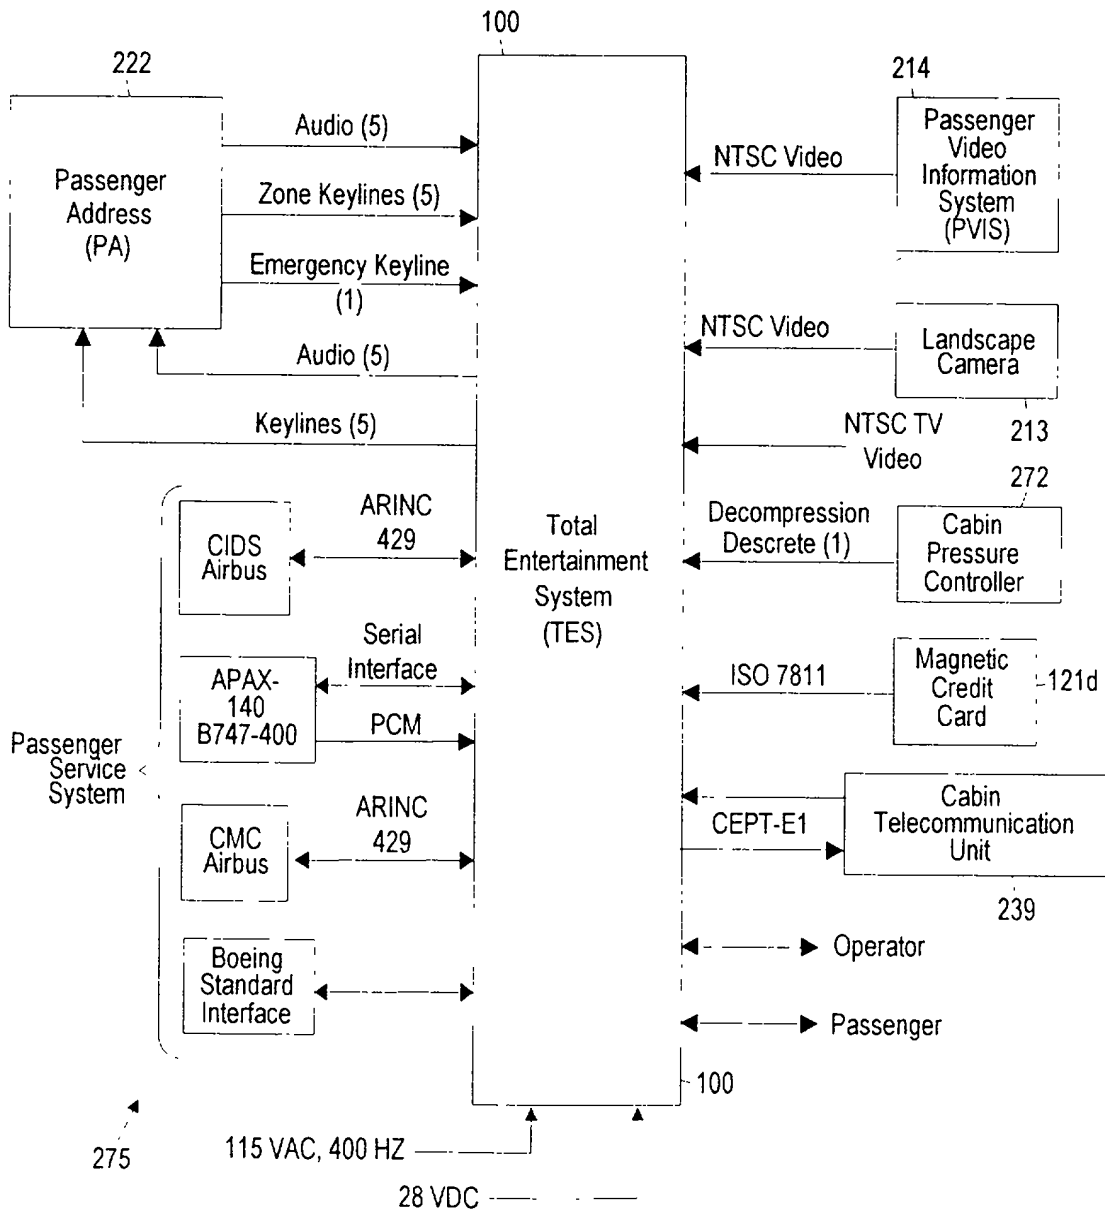 100
222
Passenger
Address
(PA)
Audio (5)
Zone Keylines (5)
Emergency Keyline
(1)
Audio (5)
Keylines (5)
214
Passenger
Video
Information
System
(PVIS)
NTSC Video
NTSC Video
Landscape
Camera
213
NTSC TV
Video
272
Decompression
Descrete (1)
Cabin
Pressure
Controller
Total
Entertainment
System
(TES)
CIDS
Airbus
ARINC
429
Serial
Interface
APAX-
140
B747-400
PCM
Passenger
Service
System
CMC
Airbus
ARINC
429
Boeing
Standard
Interface
ISO 7811
Magnetic
Credit
Card
121d
CEPT-E1
Cabin
Telecommunication
Unit
239
Operator
Passenger
100
275
115 VAC, 400 HZ
28 VDC